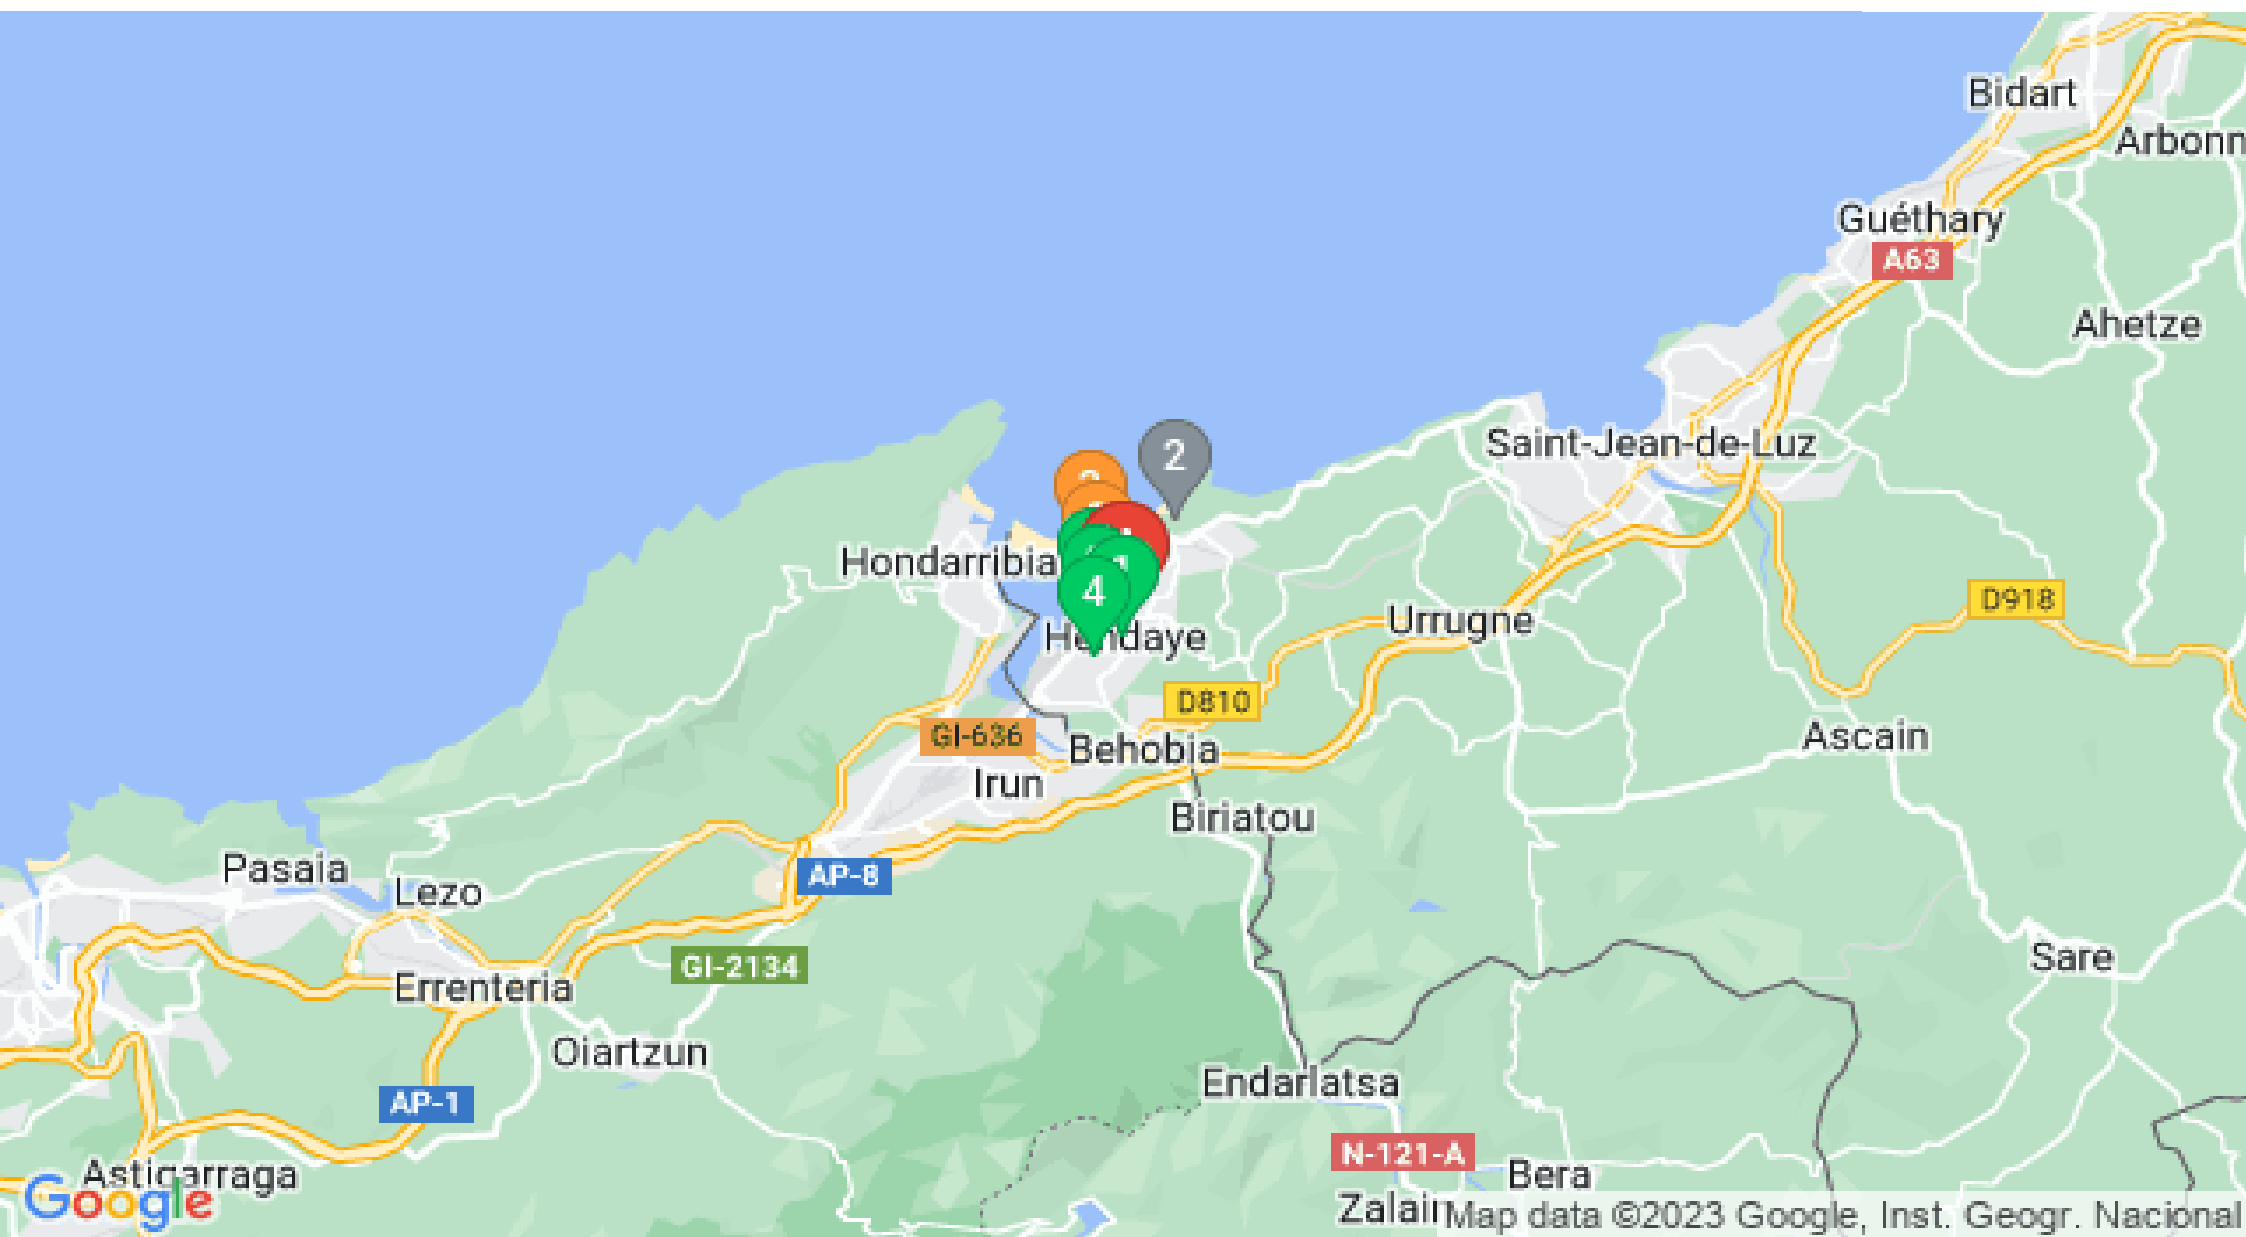 Bidart
Arbonn
Guéthary
A63
Ahetze
2
Saint-Jean-de-Luz
Hondarribia
1
4
D918
Urrugne
Hendaye
D810
GI-636
Behobia
Ascain
Irun
Biriatou
Pasaia
AP-8
Lezo
Sare
GI-2134
Errenteria
Oiartzun
Endarlatsa
AP-1
N-121-A
Astigarraga
Bera
Google
Zalain
Map data ©2023 Google, Inst. Geogr. Nacional